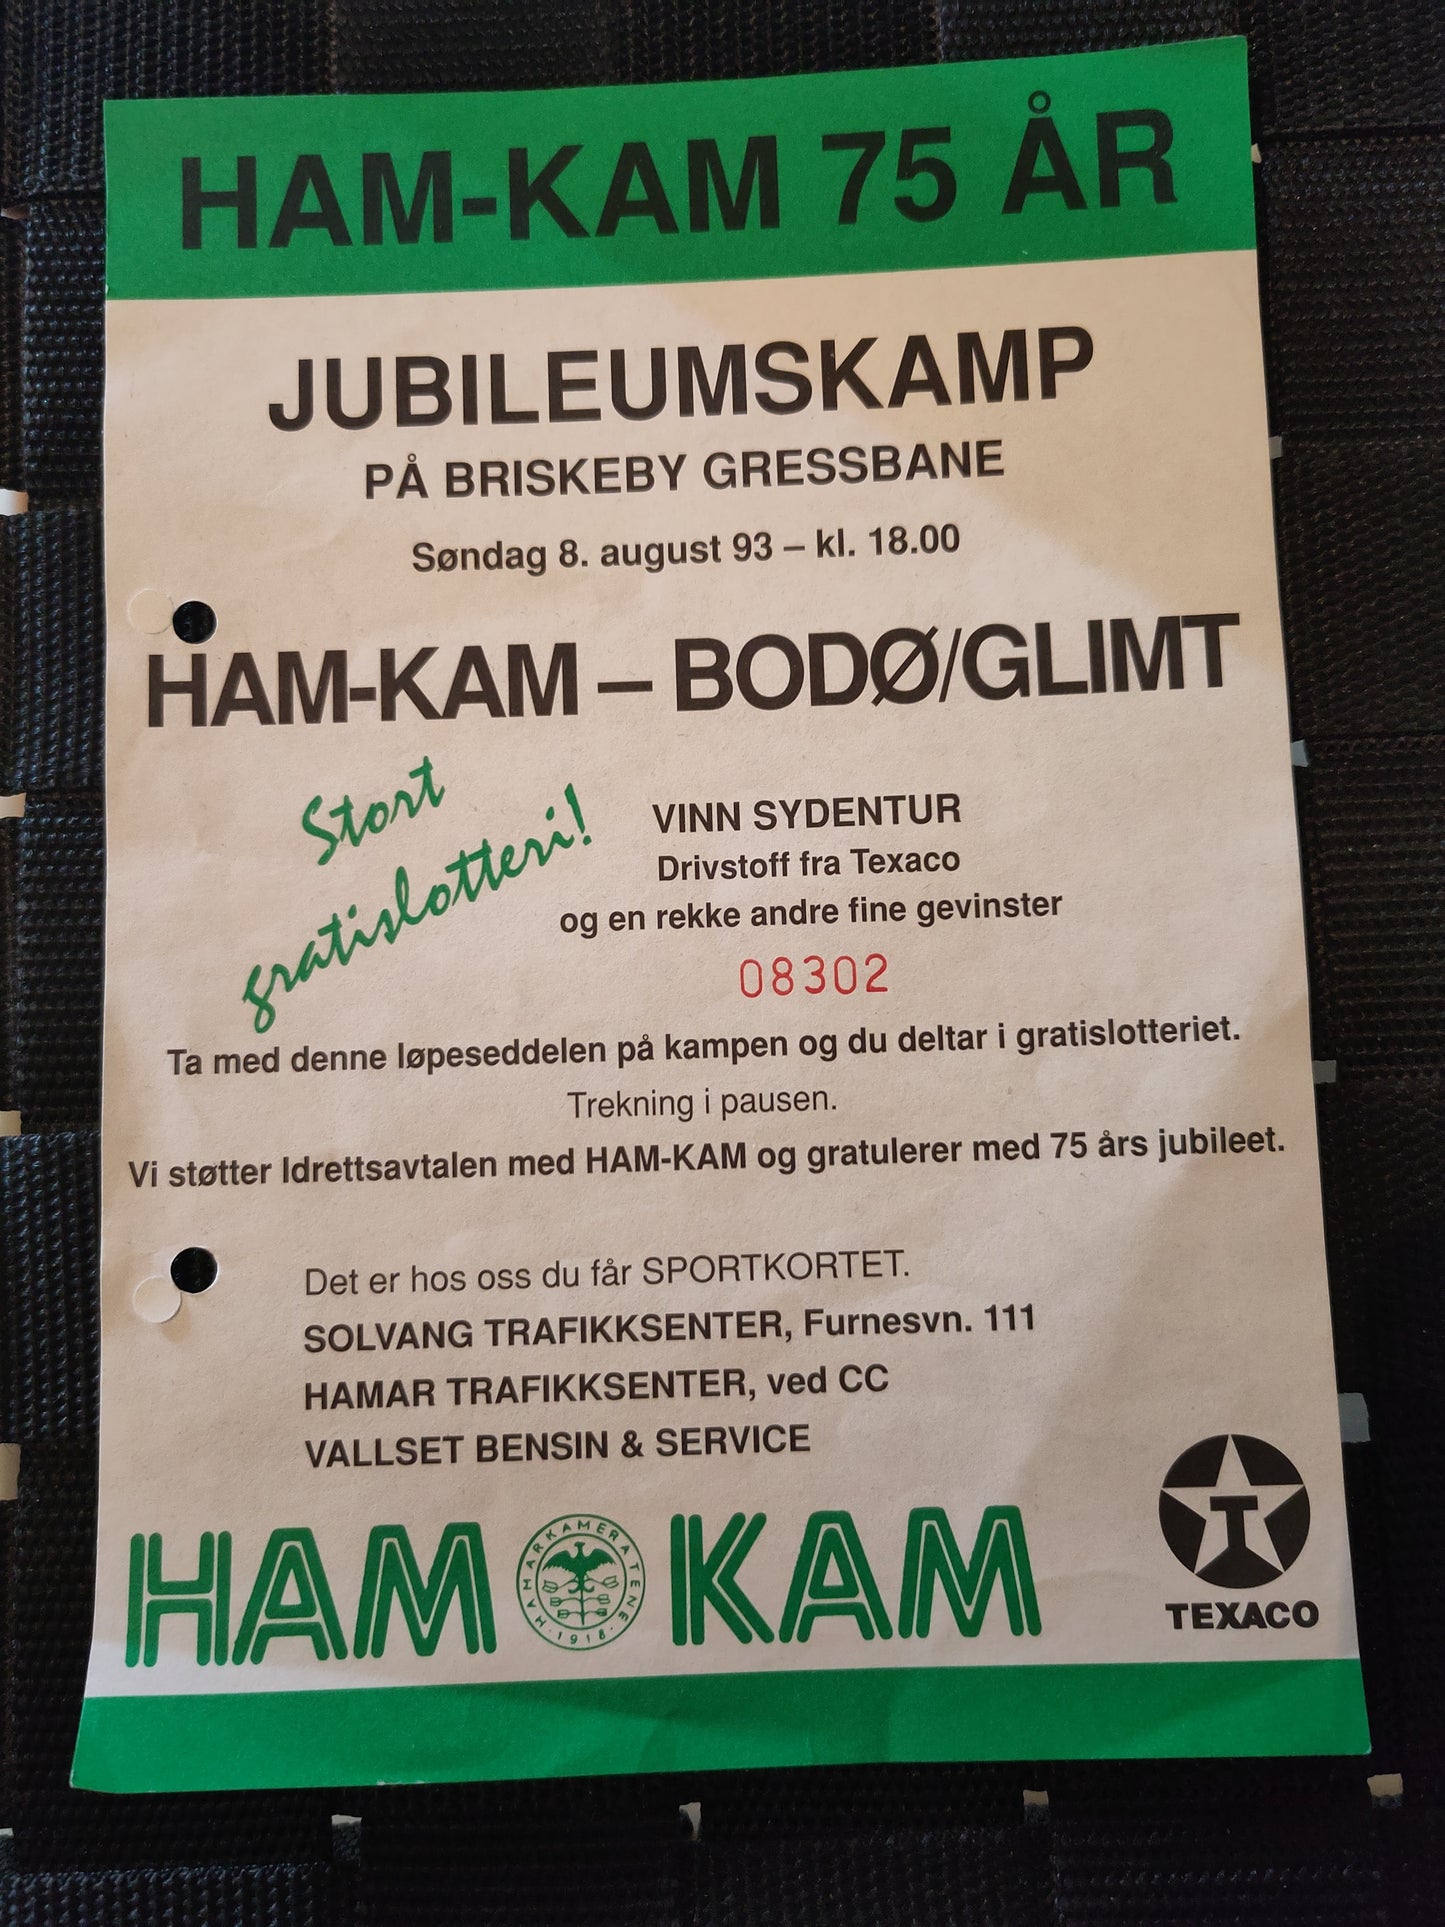 HAM-KAM 75 ÅR
JUBILEUMSKAMP
PÅ BRISKEBY GRESSBANE
Søndag 8. august 93 – kl. 18.00
HAM-KAM – BODØ/GLIMT
Stort
gratislotteri!
VINN SYDENTUR
Drivstoff fra Texaco
og en rekke andre fine gevinster
08302
Ta med denne løpeseddelen på kampen og du deltar i gratislotteriet.
Trekning i pausen.
Vi støtter Idrettsavtalen med HAM-KAM og gratulerer med 75 års jubileet.
Det er hos oss du får SPORTKORTET.
SOLVANG TRAFIKKSENTER, Furnesvn. 111
HAMAR TRAFIKKSENTER, ved CC
VALLSET BENSIN & SERVICE
HAM KAM
HAMARKAMERATENE
·1918·
T
TEXACO